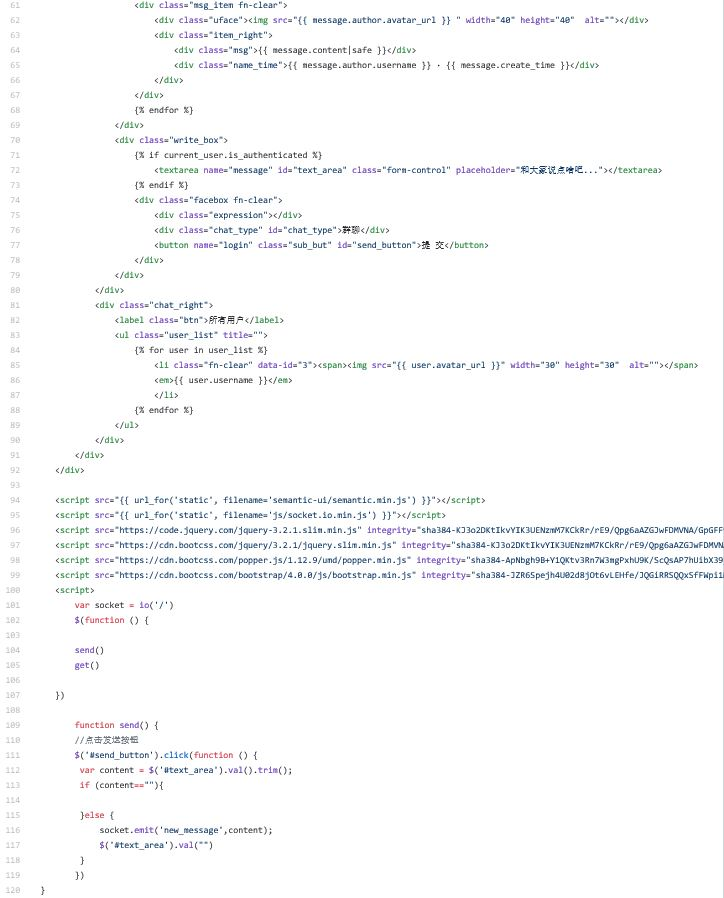 61 <div class="msg_item fn-clear">
62 <div class="uface"><img src="{{ message.author.avatar_url }} " width="40" height="40"  alt=""></div>
63 <div class="item_right">
64 <div class="msg">{{ message.content|safe }}</div>
65 <div class="name_time">{{ message.author.username }} · {{ message.create_time }}</div>
66 </div>
67 </div>
68 {% endfor %}
69 </div>
70 <div class="write_box">
71 {% if current_user.is_authenticated %}
72 <textarea name="message" id="text_area" class="form-control" placeholder="和大家说点啥吧..."></textarea>
73 {% endif %}
74 <div class="facebox fn-clear">
75 <div class="expression"></div>
76 <div class="chat_type" id="chat_type">群聊</div>
77 <button name="login" class="sub_but" id="send_button">提 交</button>
78 </div>
79 </div>
80 </div>
81 <div class="chat_right">
82 <label class="btn">所有用户</label>
83 <ul class="user_list" title="">
84 {% for user in user_list %}
85 <li class="fn-clear" data-id="3"><span><img src="{{ user.avatar_url }}" width="30" height="30"  alt=""></span>
86 <em>{{ user.username }}</em>
87 </li>
88 {% endfor %}
89 </ul>
90 </div>
91 </div>
92 </div>
93
94 <script src="{{ url_for('static', filename='semantic-ui/semantic.min.js') }}"></script>
95 <script src="{{ url_for('static', filename='js/socket.io.min.js') }}"></script>
96 <script src="https://code.jquery.com/jquery-3.2.1.slim.min.js" integrity="sha384-KJ3o2DKtIkvYIK3UENzmM7KCkRr/rE9/Qpg6aAZGJwFDMVNA/GpGFF
97 <script src="https://cdn.bootcss.com/jquery/3.2.1/jquery.slim.min.js" integrity="sha384-KJ3o2DKtIkvYIK3UENzmM7KCkRr/rE9/Qpg6aAZGJwFDMVN
98 <script src="https://cdn.bootcss.com/popper.js/1.12.9/umd/popper.min.js" integrity="sha384-ApNbgh9B+Y1QKtv3Rn7W3mgPxhU9K/ScQsAP7hUibX39
99 <script src="https://cdn.bootcss.com/bootstrap/4.0.0/js/bootstrap.min.js" integrity="sha384-JZR6Spejh4U02d8jOt6vLEHfe/JQGiRRSQQxSfFWpi1
100 <script>
101 var socket = io('/')
102 $(function () {
103
104 send()
105 get()
106
107 })
108
109 function send() {
110 //点击发送按钮
111 $('#send_button').click(function () {
112 var content = $('#text_area').val().trim();
113 if (content==""){
114
115 }else {
116 socket.emit('new_message',content);
117 $('#text_area').val("")
118 }
119 })
120 }